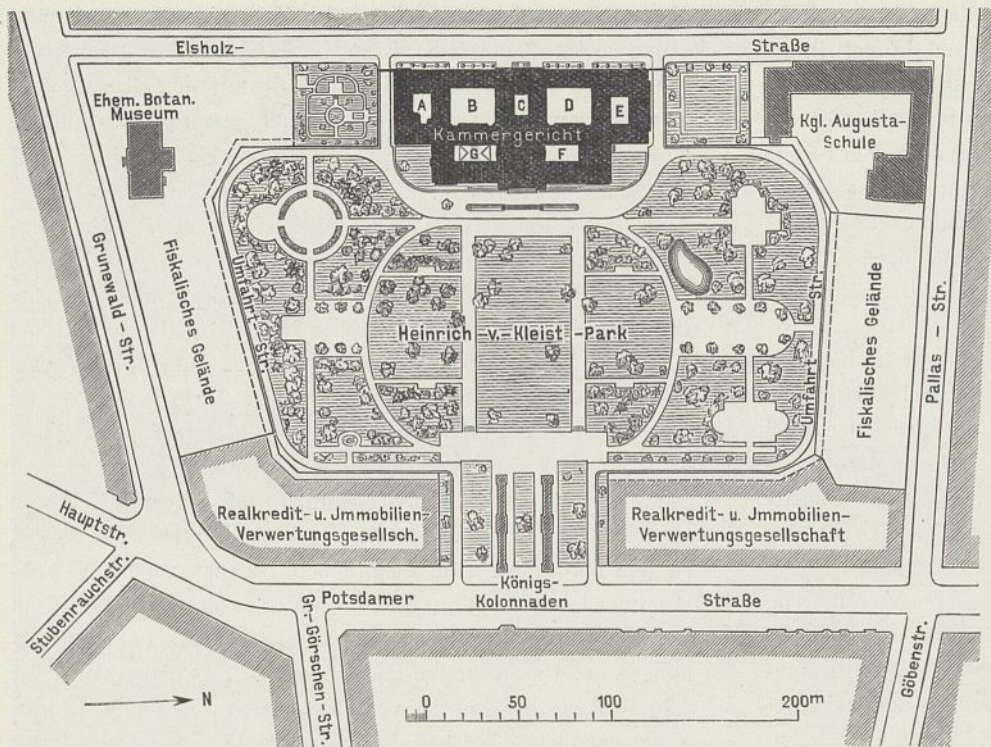 Elsholz- Straße
Ehem. Botan.
Museum
A B C D E
Kammergericht
G F
Kgl. Augusta-
Schule
Grunewald-Str.
Fiskalisches Gelände
Umfahrt-Str.
Heinrich-v.-Kleist-Park
Umfahrt Str.
Fiskalisches Gelände
Pallas-Str.
Hauptstr.
Realkredit- u. Jmmobilien-
Verwertungsgesellsch.
Realkredit- u. Jmmobilien-
Verwertungsgesellschaft
Stubenrauchstr.
Königs-
Kolonnaden
Potsdamer Straße
Gr.-Görschen-Str.
Göbenstr.
N
0 50 100 200m